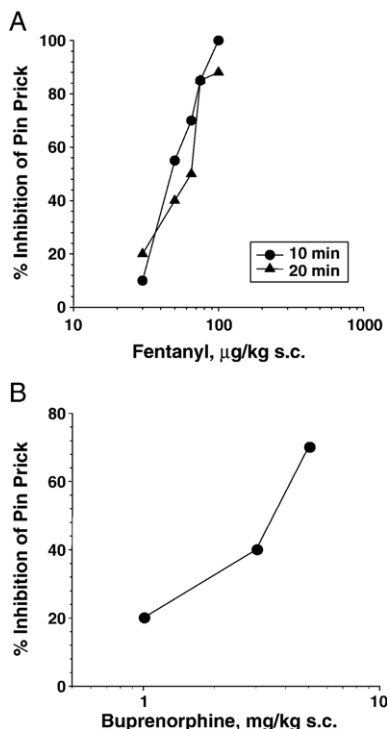 A
% Inhibition of Pin Prick
100
80
60
40
20
0
10 min
20 min
10
100
1000
Fentanyl, μg/kg s.c.
B
% Inhibition of Pin Prick
80
60
40
20
0
1
10
Buprenorphine, mg/kg s.c.